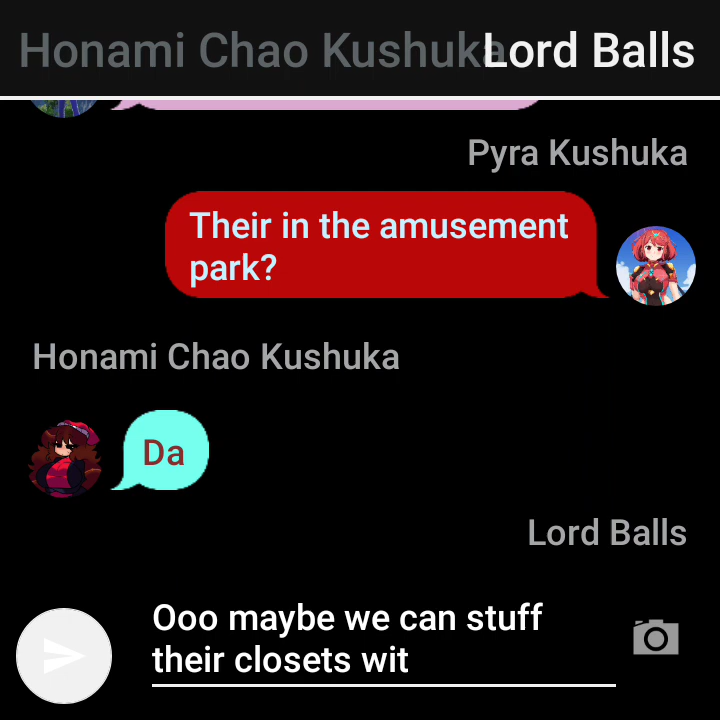 Honami Chao Kushuka
Lord Balls
Pyra Kushuka
Their in the amusement
park?
Honami Chao Kushuka
Da
Lord Balls
Ooo maybe we can stuff
their closets wit